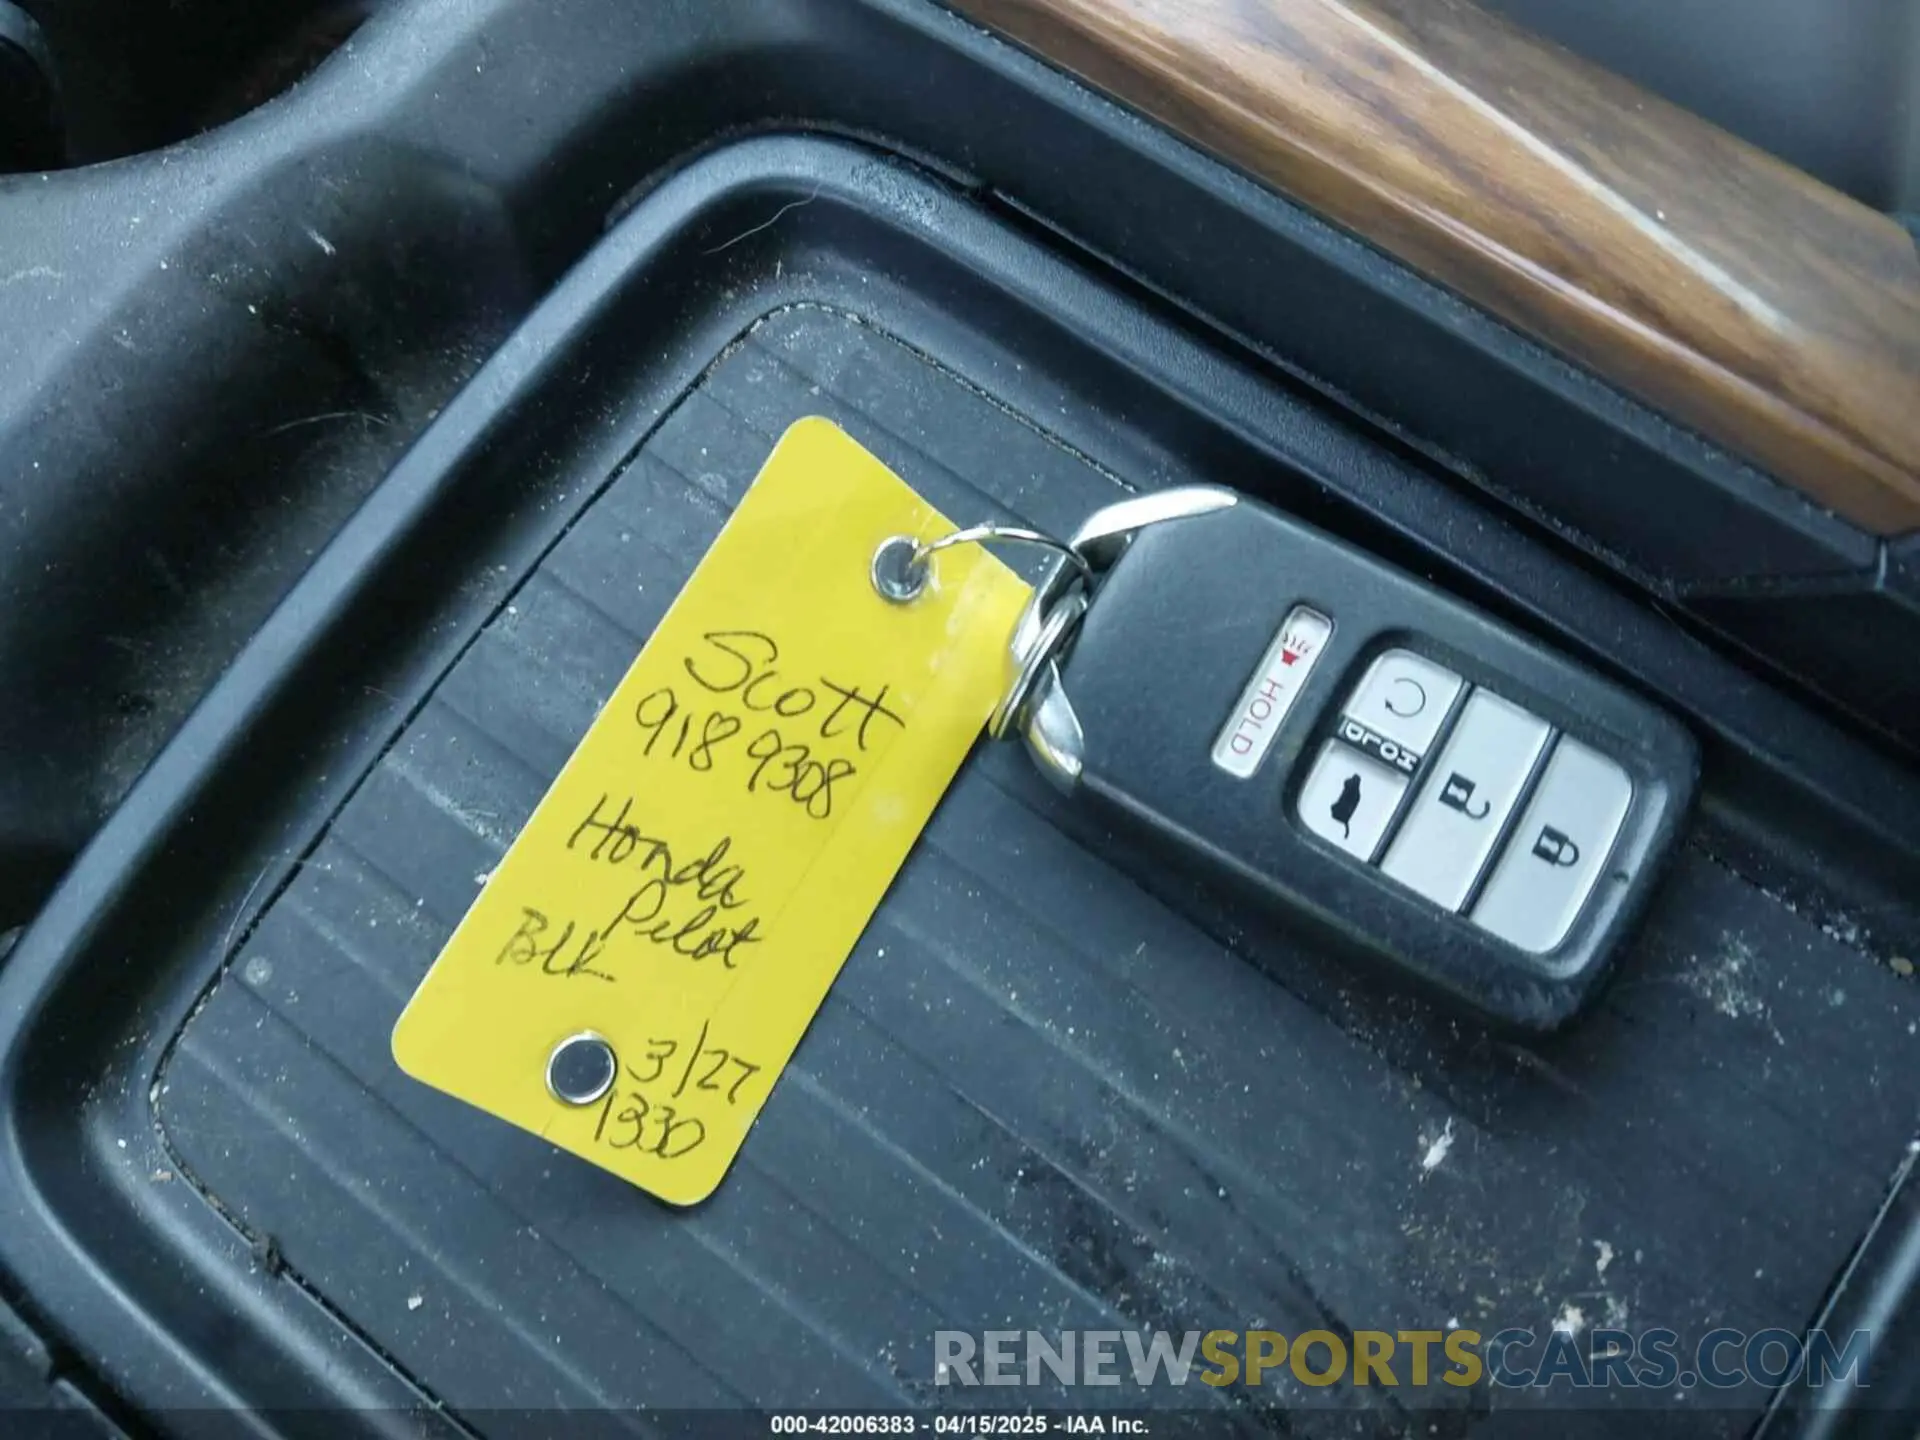 Scott
918 9308
Honda
Pilot
BLK
3/27
1330
HOLD
HOLD
RENEWSPORTSCARS.COM
000-42006383 - 04/15/2025 - IAA Inc.